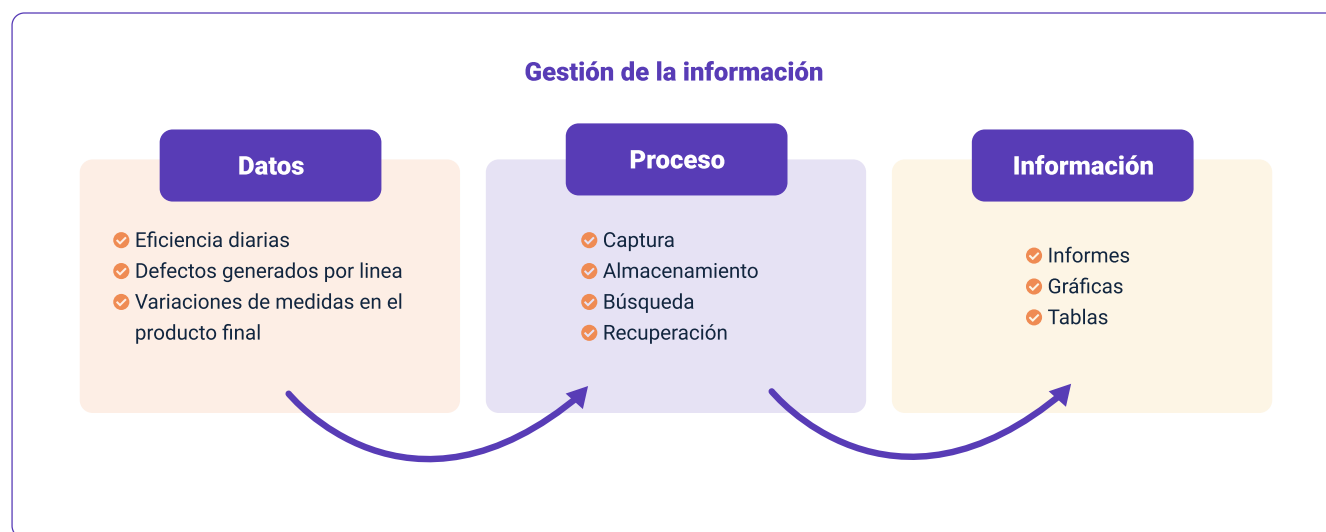 Gestión de la información
Datos
Eficiencia diarias
Defectos generados por linea
Variaciones de medidas en el
producto final
Proceso
Captura
Almacenamiento
Búsqueda
Recuperación
Información
Informes
Gráficas
Tablas